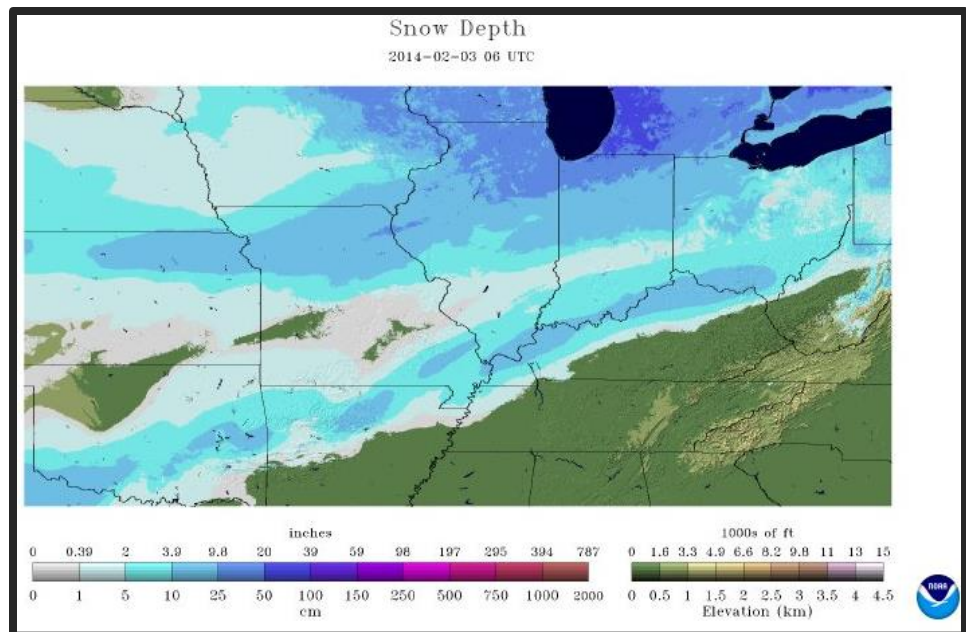 Snow Depth
2014-02-03 06 UTC
inches
0 0.39 2 3.9 9.8 20 39 59 98 197 295 394 787
0 1 5 10 25 50 100 150 250 500 750 1000 2000
cm
1000s of ft
0 1.6 3.3 4.9 6.6 8.2 9.8 11 13 15
0 0.5 1 1.5 2 2.5 3 3.5 4 4.5
Elevation (km)
NOAA